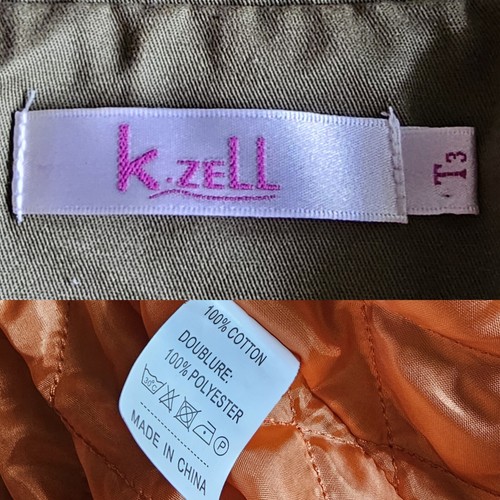 k.zell
T3
100% COTTON
DOUBLURE:
100% POLYESTER
MADE IN CHINA